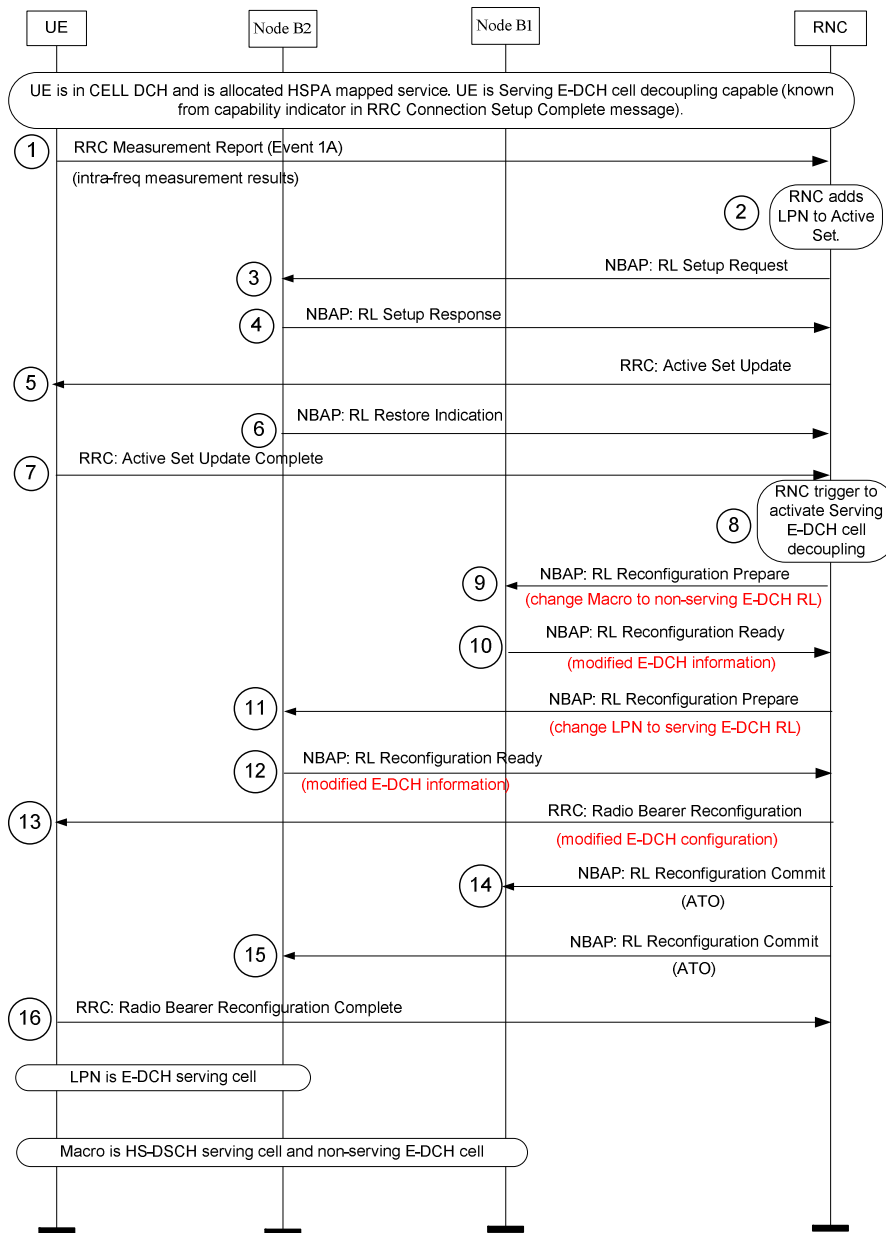 UE
Node B2
Node B1
RNC
UE is in CELL DCH and is allocated HSPA mapped service. UE is Serving E-DCH cell decoupling capable (known
from capability indicator in RRC Connection Setup Complete message).
1
RRC Measurement Report (Event 1A)
(intra-freq measurement results)
2
RNC adds
LPN to Active
Set.
NBAP: RL Setup Request
3
4
NBAP: RL Setup Response
RRC: Active Set Update
5
NBAP: RL Restore Indication
6
RRC: Active Set Update Complete
7
RNC trigger to
activate Serving
E-DCH cell
decoupling
8
NBAP: RL Reconfiguration Prepare
9
(change Macro to non-serving E-DCH RL)
NBAP: RL Reconfiguration Ready
10
(modified E-DCH information)
NBAP: RL Reconfiguration Prepare
11
(change LPN to serving E-DCH RL)
NBAP: RL Reconfiguration Ready
12
(modified E-DCH information)
RRC: Radio Bearer Reconfiguration
13
(modified E-DCH configuration)
NBAP: RL Reconfiguration Commit
14
(ATO)
NBAP: RL Reconfiguration Commit
15
(ATO)
RRC: Radio Bearer Reconfiguration Complete
16
LPN is E-DCH serving cell
Macro is HS-DSCH serving cell and non-serving E-DCH cell